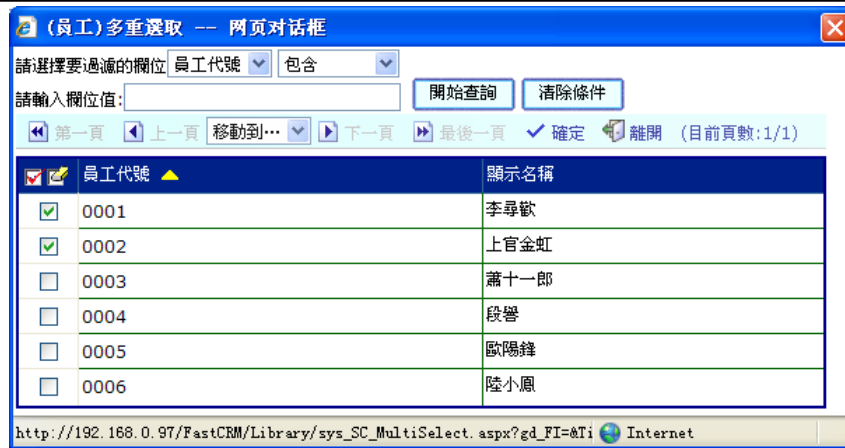 (員工)多重選取 -- 网页对话框
請選擇要過濾的欄位 員工代號 包含
請輸入欄位值: 開始查詢 清除條件
第一頁 上一頁 移動到… 下一頁 最後一頁 確定 離開 (目前頁數:1/1)
員工代號 顯示名稱
0001 李尋歡
0002 上官金虹
0003 蕭十一郎
0004 段譽
0005 歐陽鋒
0006 陸小鳳
http://192.168.0.97/FastCRM/Library/sys_SC_MultiSelect.aspx?gd_FI=&Ti Internet